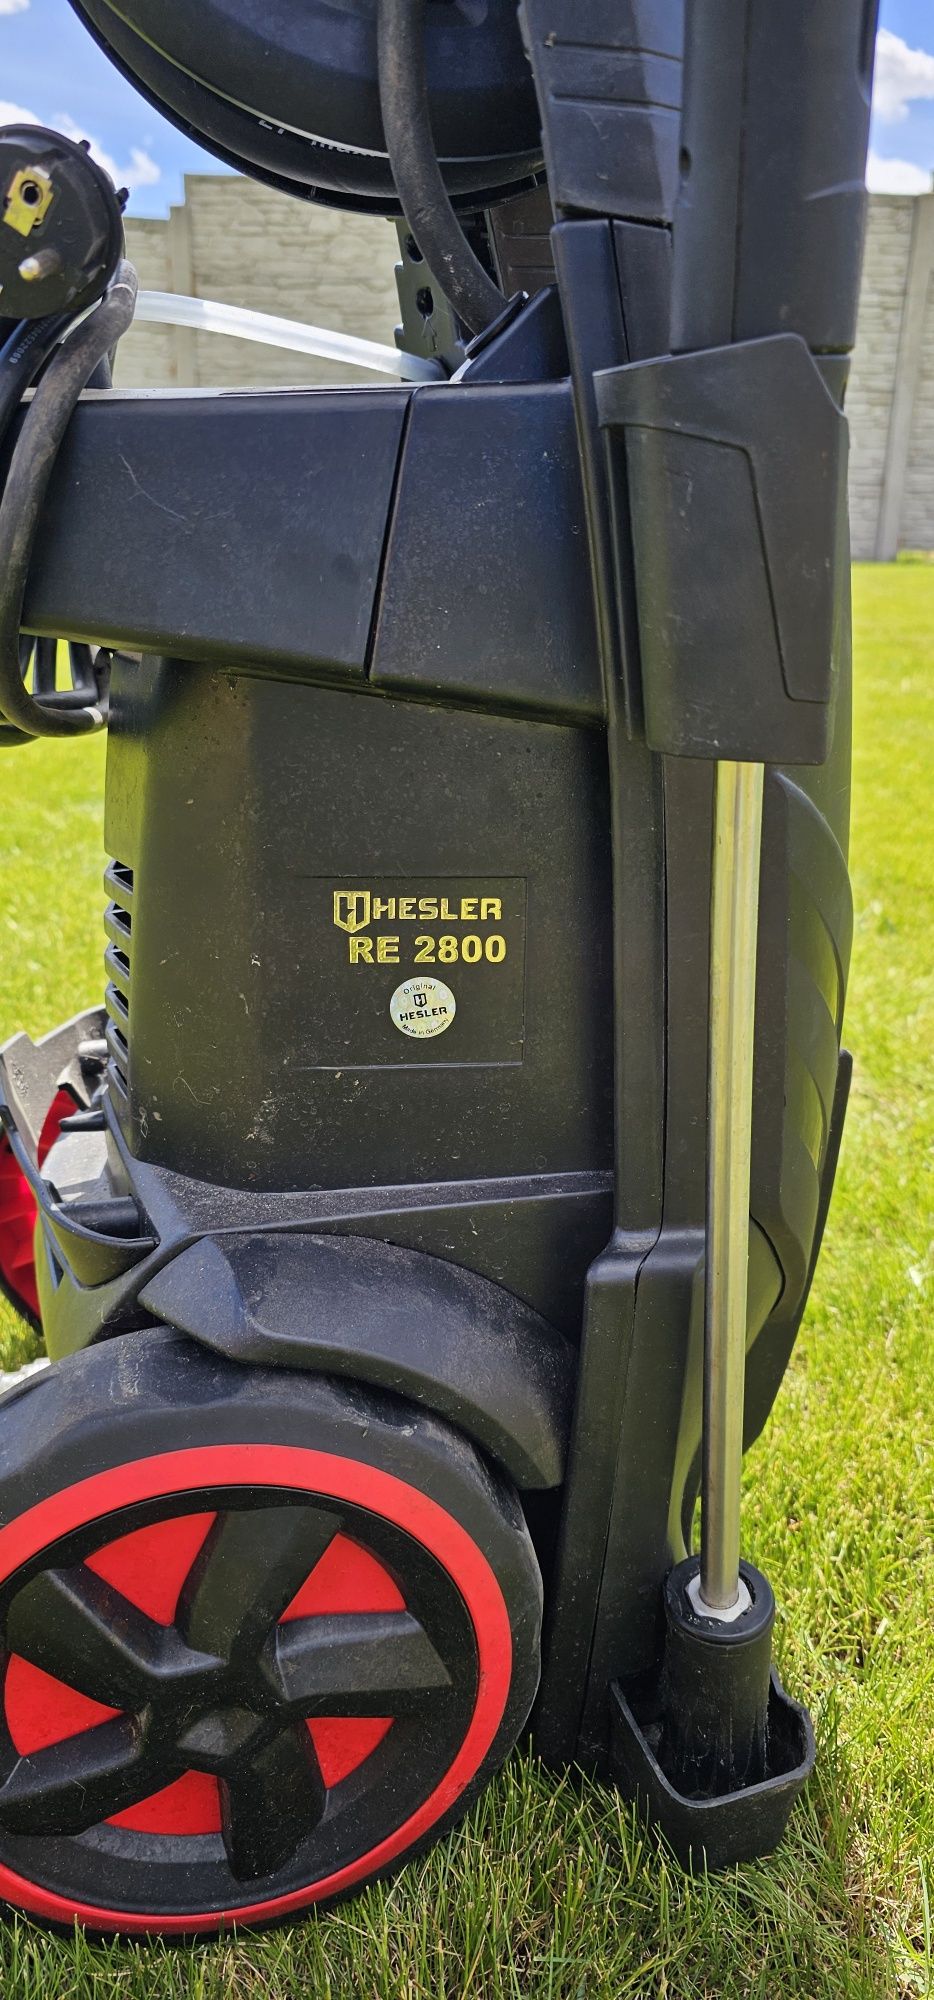 HESLER
RE 2800
Original
HESLER
Made in Germany